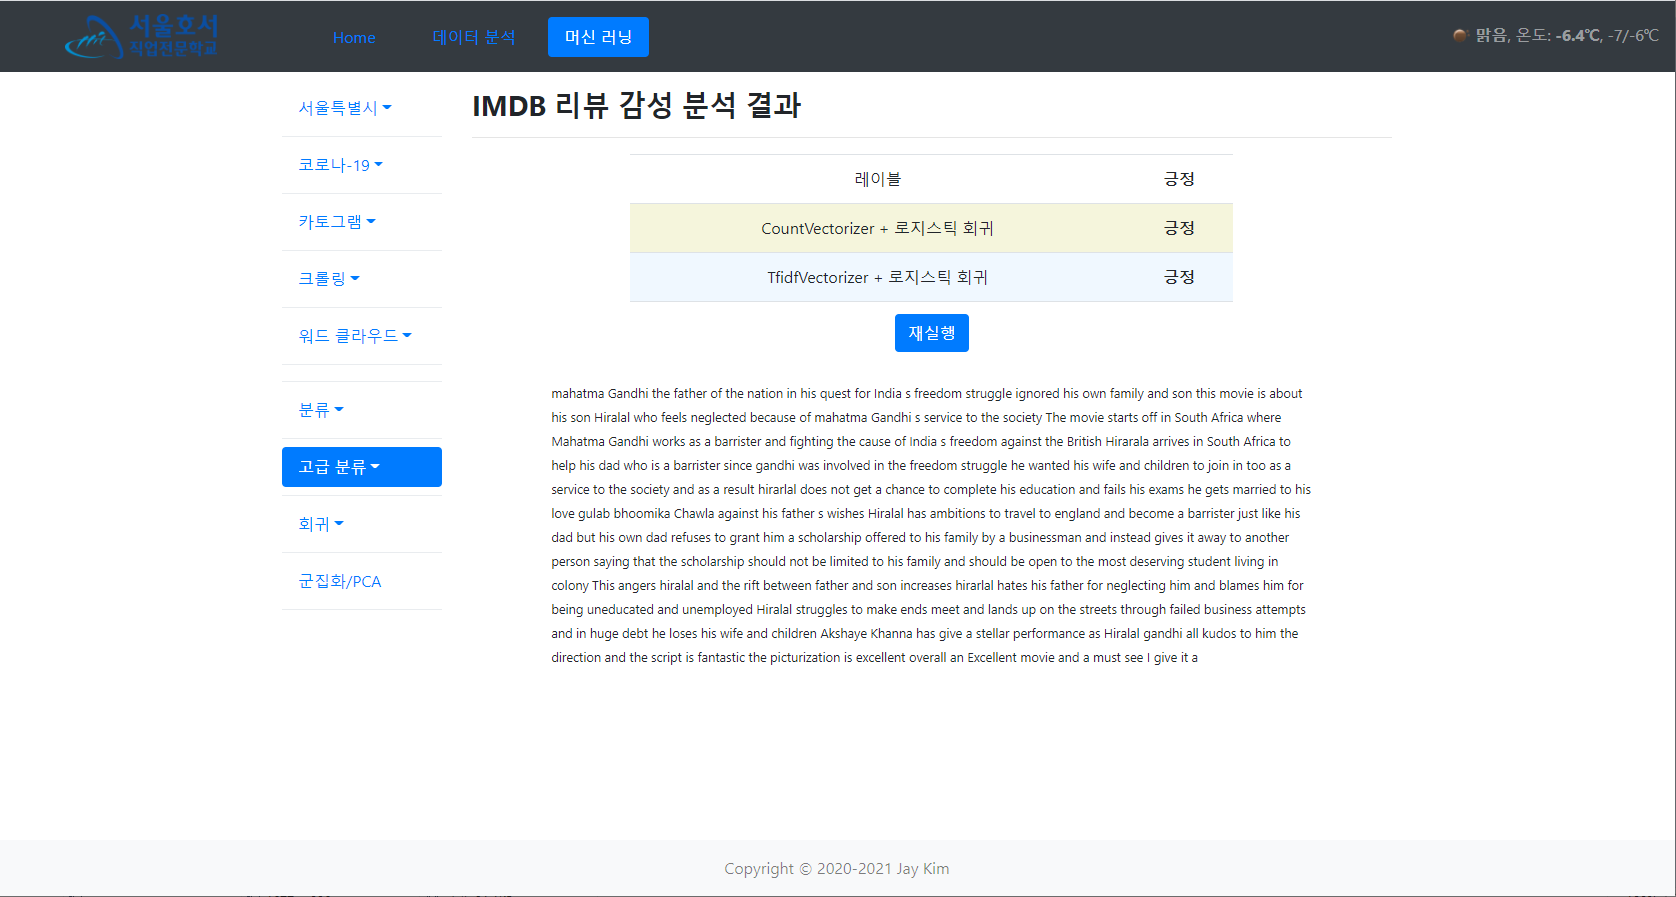 서울호서
직업전문학교
Home
데이터 분석
머신 러닝
맑음, 온도: -6.4℃, -7/-6℃
서울특별시
코로나-19
카토그램
크롤링
워드 클라우드
분류
고급 분류
회귀
군집화/PCA
IMDB 리뷰 감성 분석 결과
레이블 긍정
CountVectorizer + 로지스틱 회귀 긍정
TfidfVectorizer + 로지스틱 회귀 긍정
재실행
mahatma Gandhi the father of the nation in his quest for India s freedom struggle ignored his own family and son this movie is about
his son Hiralal who feels neglected because of mahatma Gandhi s service to the society The movie starts off in South Africa where
Mahatma Gandhi works as a barrister and fighting the cause of India s freedom against the British Hirarala arrives in South Africa to
help his dad who is a barrister since gandhi was involved in the freedom struggle he wanted his wife and children to join in too as a
service to the society and as a result hirarlal does not get a chance to complete his education and fails his exams he gets married to his
love gulab bhoomika Chawla against his father s wishes Hiralal has ambitions to travel to england and become a barrister just like his
dad but his own dad refuses to grant him a scholarship offered to his family by a businessman and instead gives it away to another
person saying that the scholarship should not be limited to his family and should be open to the most deserving student living in
colony This angers hiralal and the rift between father and son increases hirarlal hates his father for neglecting him and blames him for
being uneducated and unemployed Hiralal struggles to make ends meet and lands up on the streets through failed business attempts
and in huge debt he loses his wife and children Akshaye Khanna has give a stellar performance as Hiralal gandhi all kudos to him the
direction and the script is fantastic the picturization is excellent overall an Excellent movie and a must see I give it a
Copyright © 2020-2021 Jay Kim